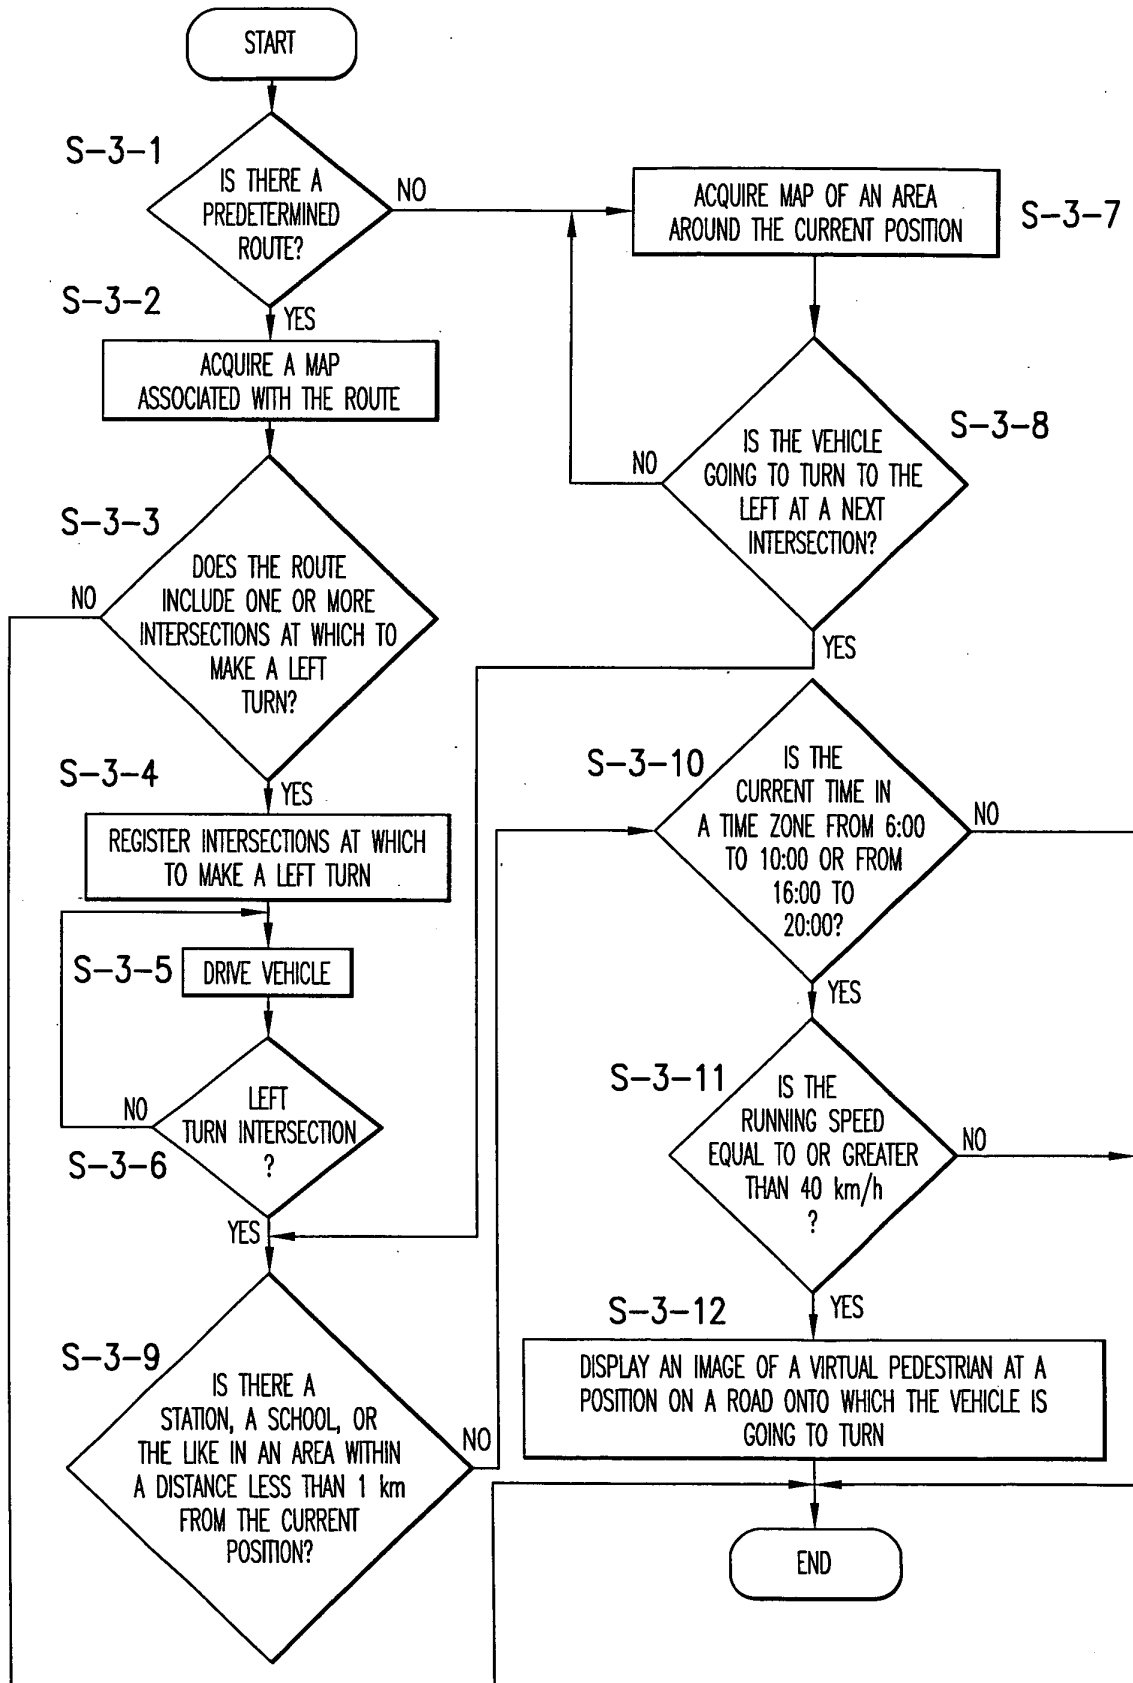 START
S-3-1
IS THERE A
PREDETERMINED
ROUTE?
NO
YES
S-3-2
ACQUIRE A MAP
ASSOCIATED WITH THE ROUTE
S-3-3
DOES THE ROUTE
INCLUDE ONE OR MORE
INTERSECTIONS AT WHICH TO
MAKE A LEFT
TURN?
NO
YES
S-3-4
REGISTER INTERSECTIONS AT WHICH
TO MAKE A LEFT TURN
S-3-5
DRIVE VEHICLE
LEFT
TURN INTERSECTION
?
NO
S-3-6
YES
S-3-9
IS THERE A
STATION, A SCHOOL, OR
THE LIKE IN AN AREA WITHIN
A DISTANCE LESS THAN 1 km
FROM THE CURRENT
POSITION?
NO
ACQUIRE MAP OF AN AREA
AROUND THE CURRENT POSITION
S-3-7
S-3-8
IS THE VEHICLE
GOING TO TURN TO THE
LEFT AT A NEXT
INTERSECTION?
NO
YES
S-3-10
IS THE
CURRENT TIME IN
A TIME ZONE FROM 6:00
TO 10:00 OR FROM
16:00 TO
20:00?
NO
YES
S-3-11
IS THE
RUNNING SPEED
EQUAL TO OR GREATER
THAN 40 km/h
?
NO
YES
S-3-12
DISPLAY AN IMAGE OF A VIRTUAL PEDESTRIAN AT A
POSITION ON A ROAD ONTO WHICH THE VEHICLE IS
GOING TO TURN
END